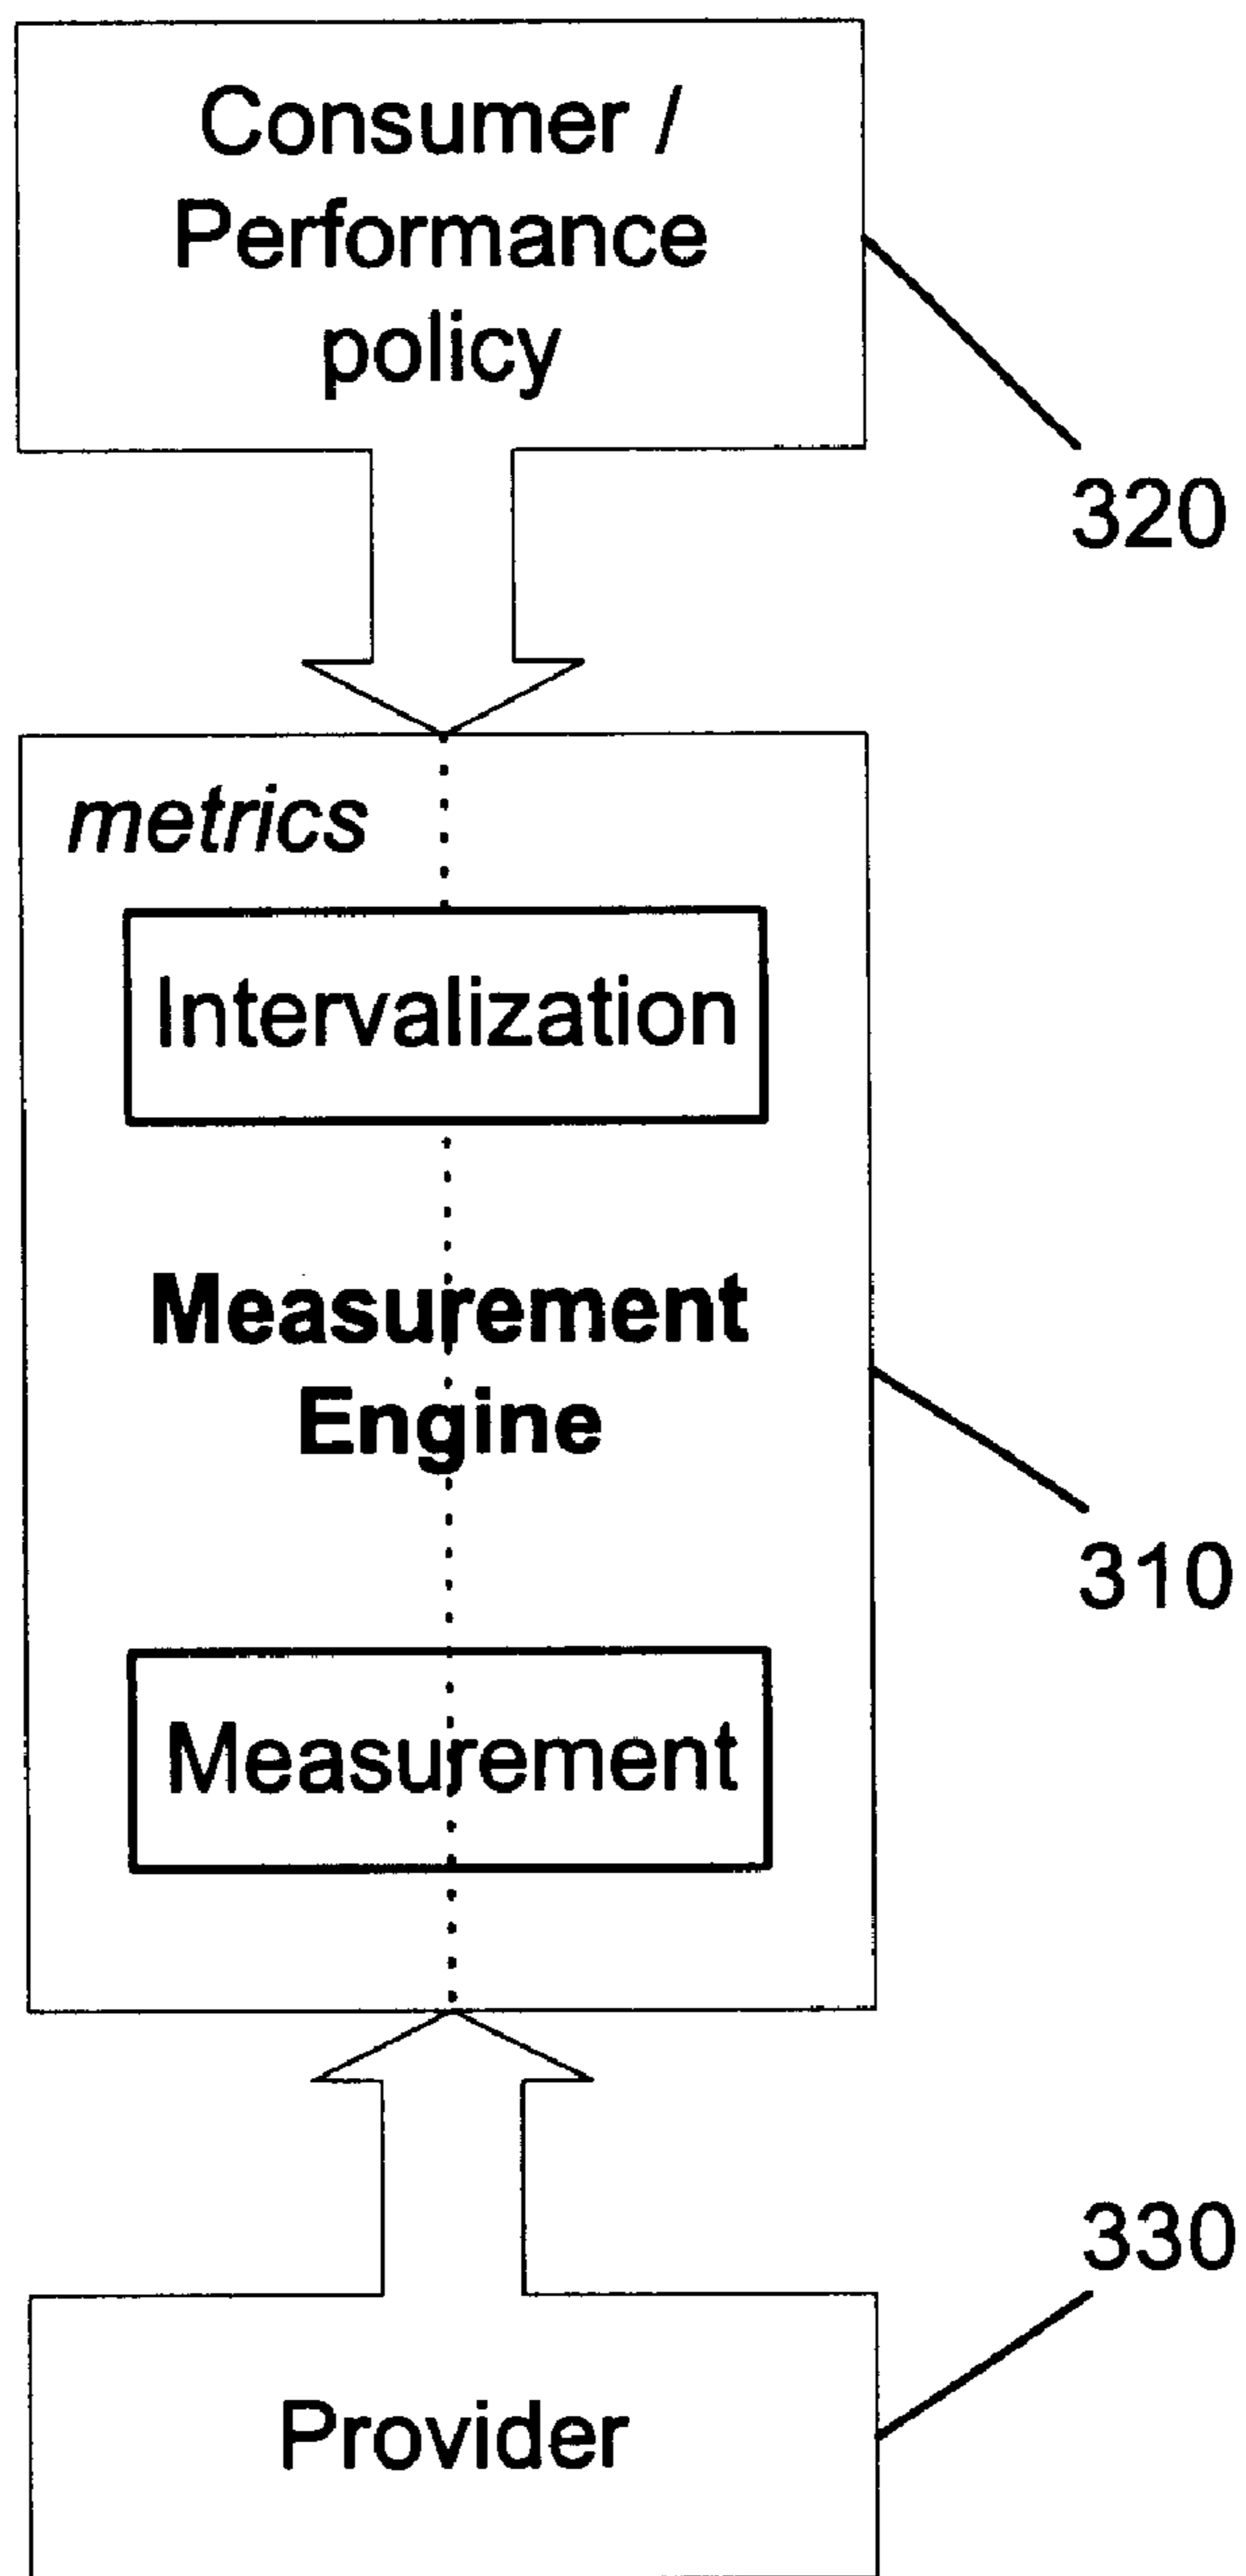 Consumer /
Performance
policy
320
metrics
Intervalization
Measurement
Engine
310
Measurement
330
Provider